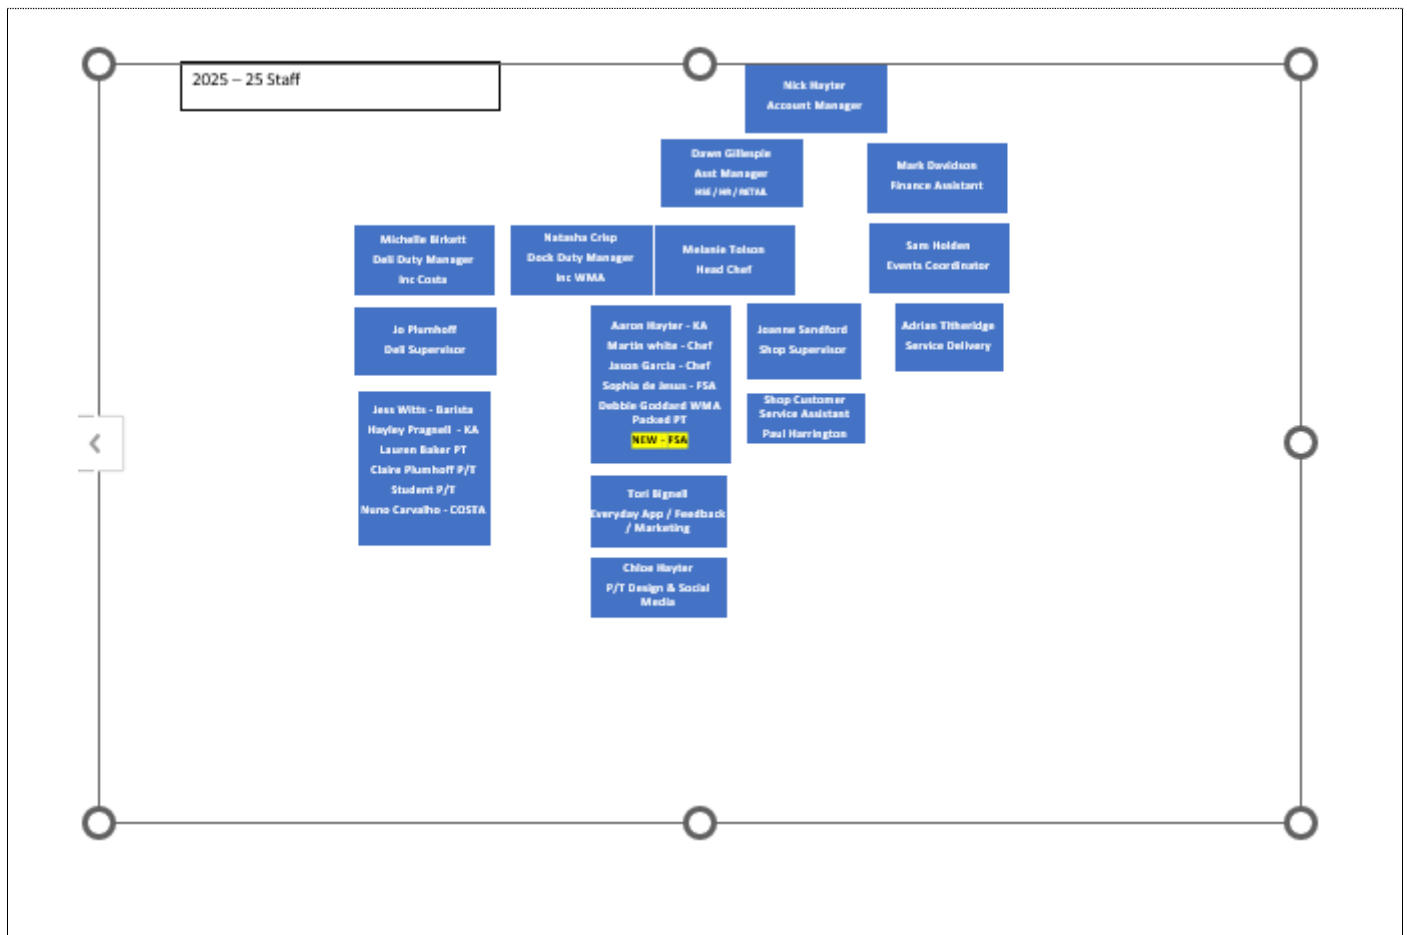 2025 – 25 Staff
Nick Hayter
Account Manager
Dawn Gillespie
Asst Manager
HSE / HR / RETAIL
Mark Davidson
Finance Assistant
Michelle Birkett
Deli Duty Manager
Inc Costa
Natasha Crisp
Dock Duty Manager
Inc WMA
Melanie Tolson
Head Chef
Sam Holden
Events Coordinator
Jo Plumhoff
Deli Supervisor
Aaron Hayter - KA
Martin white - Chef
Jason Garcia - Chef
Sophia de Jesus - FSA
Debbie Goddard WMA
Packed PT
NEW - FSA
Joanne Sandford
Shop Supervisor
Adrian Titheridge
Service Delivery
Shop Customer
Service Assistant
Paul Harrington
Jess Witts - Barista
Hayley Pragnell - KA
Lauren Baker PT
Claire Plumhoff P/T
Student P/T
Nuno Carvalho - COSTA
Tori Bignell
Everyday App / Feedback
/ Marketing
Chloe Hayter
P/T Design & Social
Media